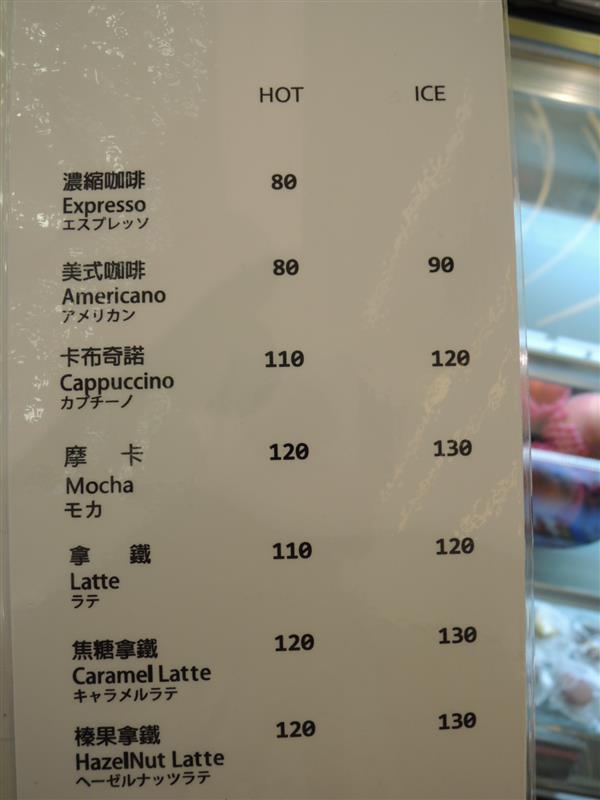 HOT ICE
濃縮咖啡 80
Expresso
エスプレッソ
美式咖啡 80 90
Americano
アメリカン
卡布奇諾 110 120
Cappuccino
カプチーノ
摩 卡 120 130
Mocha
モカ
拿 鐵 110 120
Latte
ラテ
焦糖拿鐵 120 130
Caramel Latte
キャラメルラテ
榛果拿鐵 120 130
HazelNut Latte
ヘーゼルナッツラテ